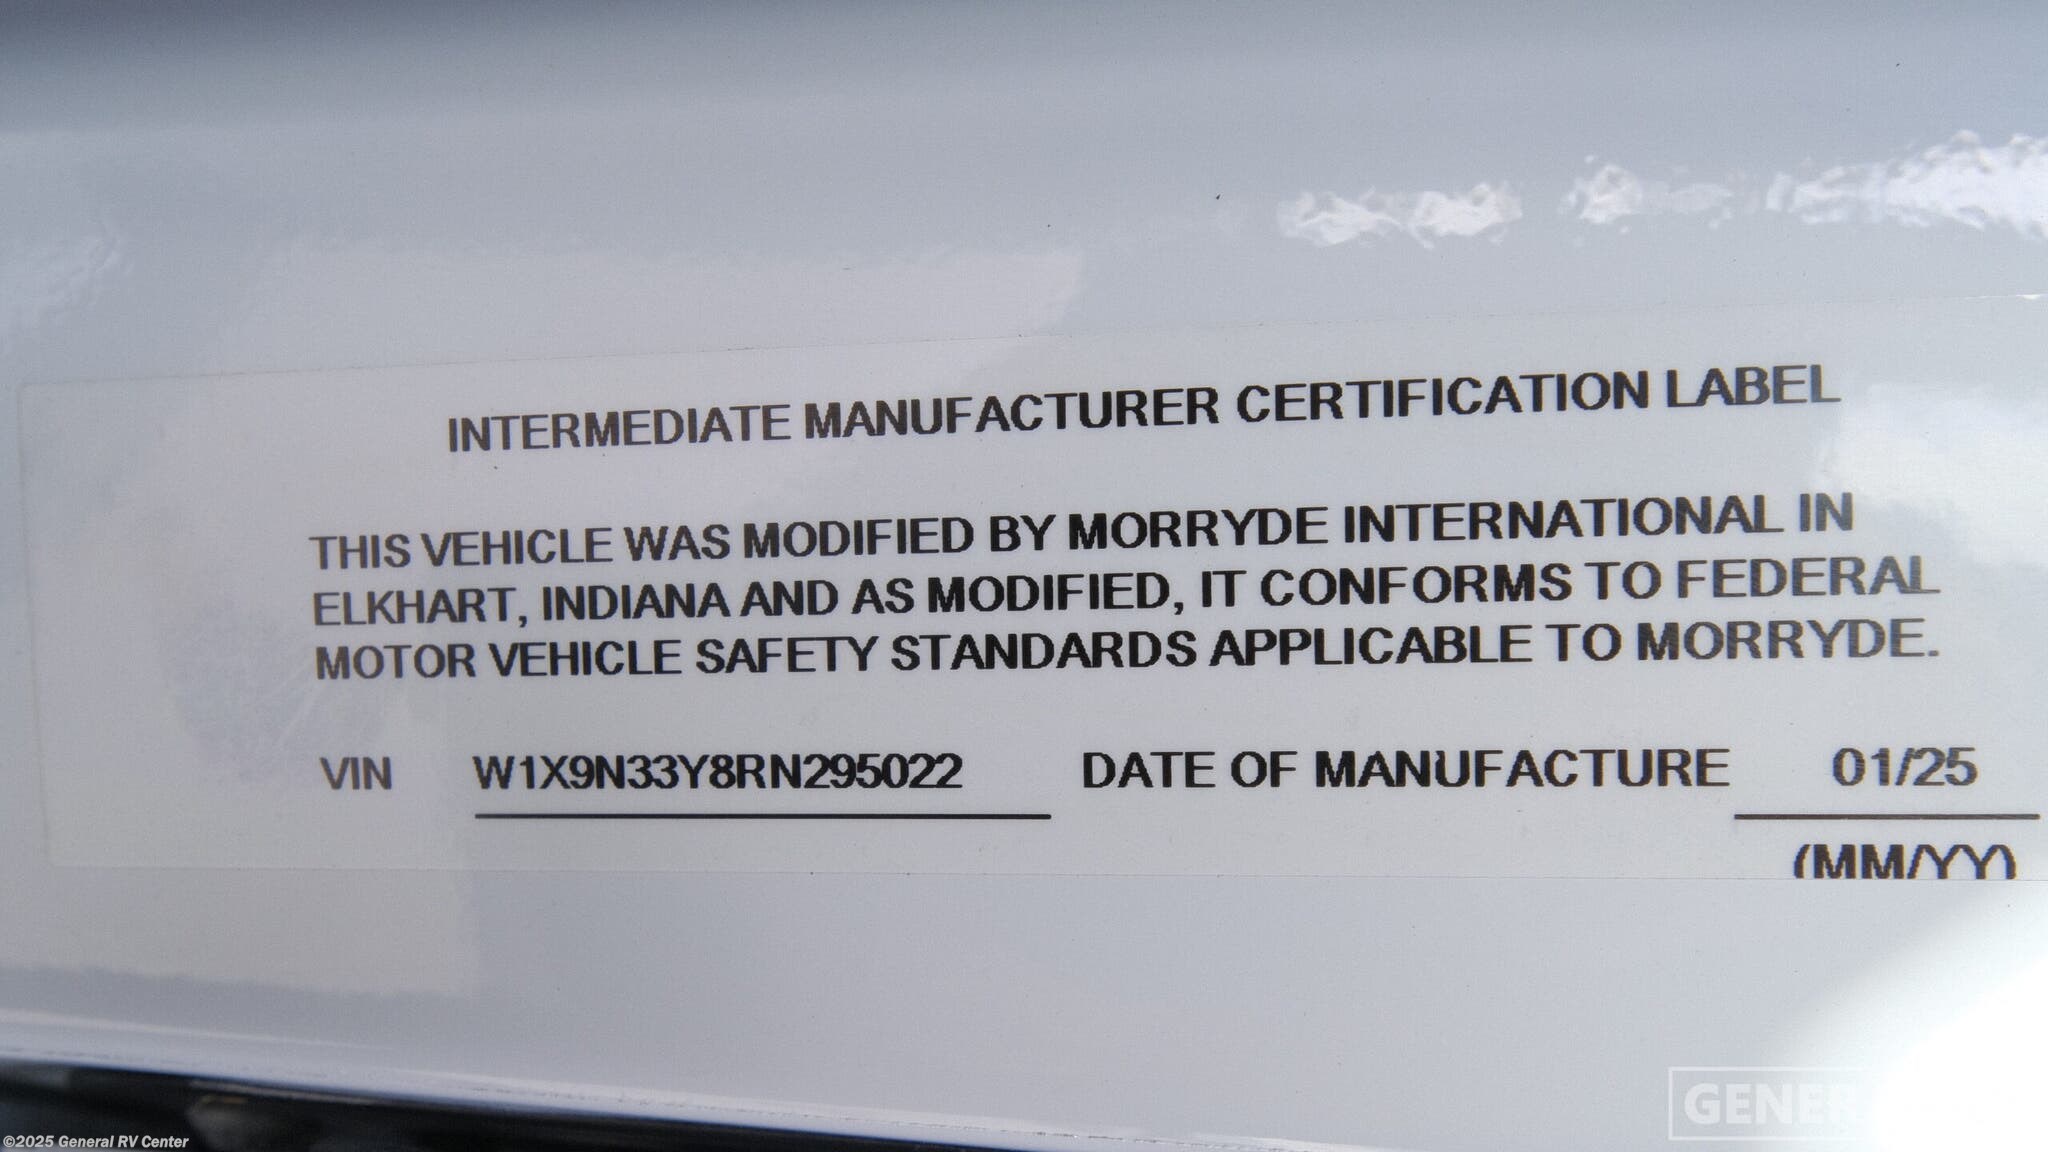 INTERMEDIATE MANUFACTURER CERTIFICATION LABEL
THIS VEHICLE WAS MODIFIED BY MORRYDE INTERNATIONAL IN
ELKHART, INDIANA AND AS MODIFIED, IT CONFORMS TO FEDERAL
MOTOR VEHICLE SAFETY STANDARDS APPLICABLE TO MORRYDE.
VIN W1X9N33Y8RN295022 DATE OF MANUFACTURE 01/25
(MM/YY)
©2025 General RV Center